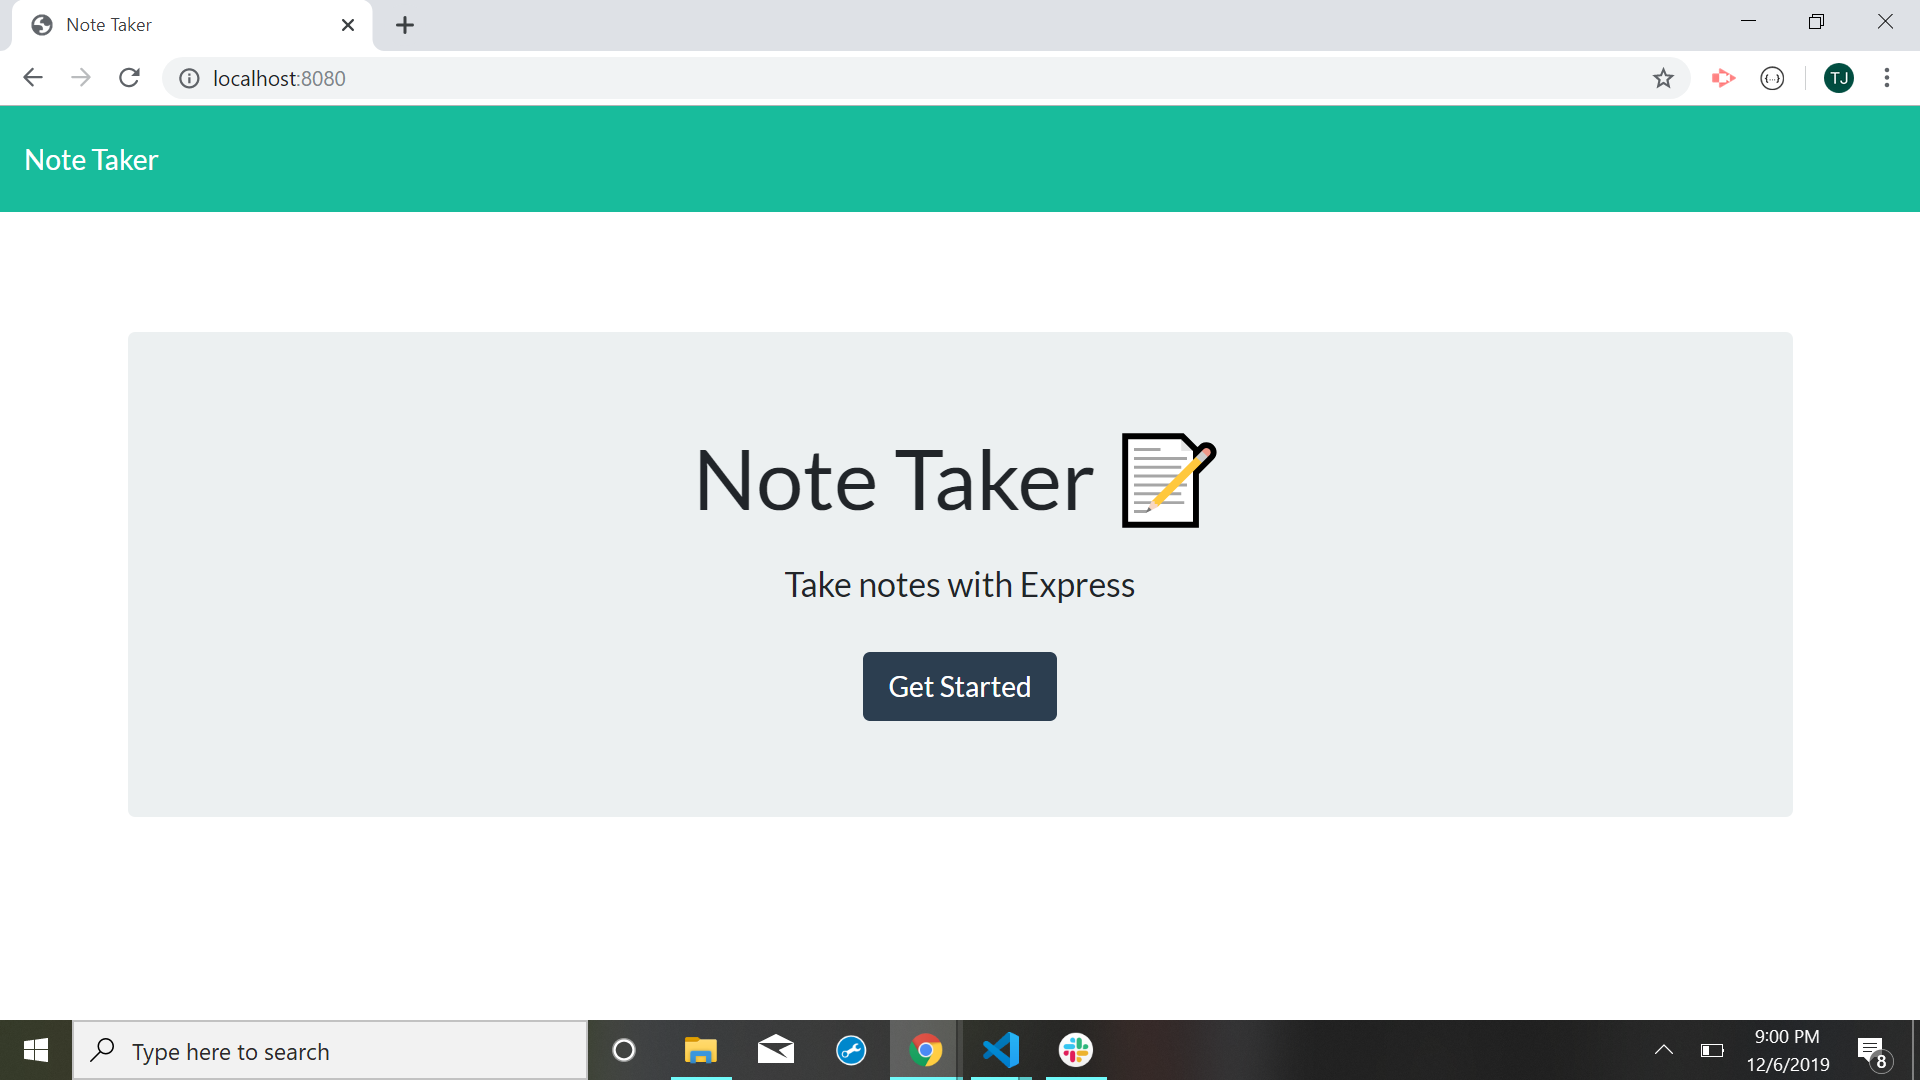 Note Taker
localhost:8080
TJ
Note Taker
Note Taker
Take notes with Express
Get Started
Type here to search
9:00 PM
12/6/2019
8